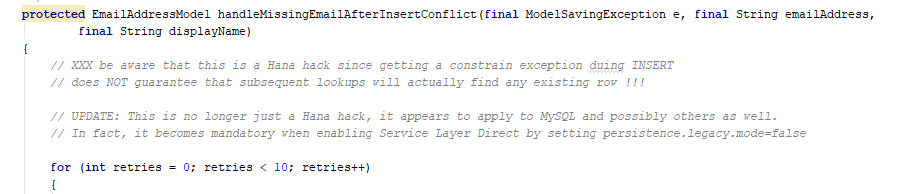 protected EmailAddressModel handleMissingEmailAfterInsertConflict(final ModelSavingException e, final String emailAddress,
final String displayName)
{
// XXX be aware that this is a Hana hack since getting a constrain exception duing INSERT
// does NOT guarantee that subsequent lookups will actually find any existing row !!!
// UPDATE: This is no longer just a Hana hack, it appears to apply to MySQL and possibly others as well.
// In fact, it becomes mandatory when enabling Service Layer Direct by setting persistence.legacy.mode=false
for (int retries = 0; retries < 10; retries++)
{